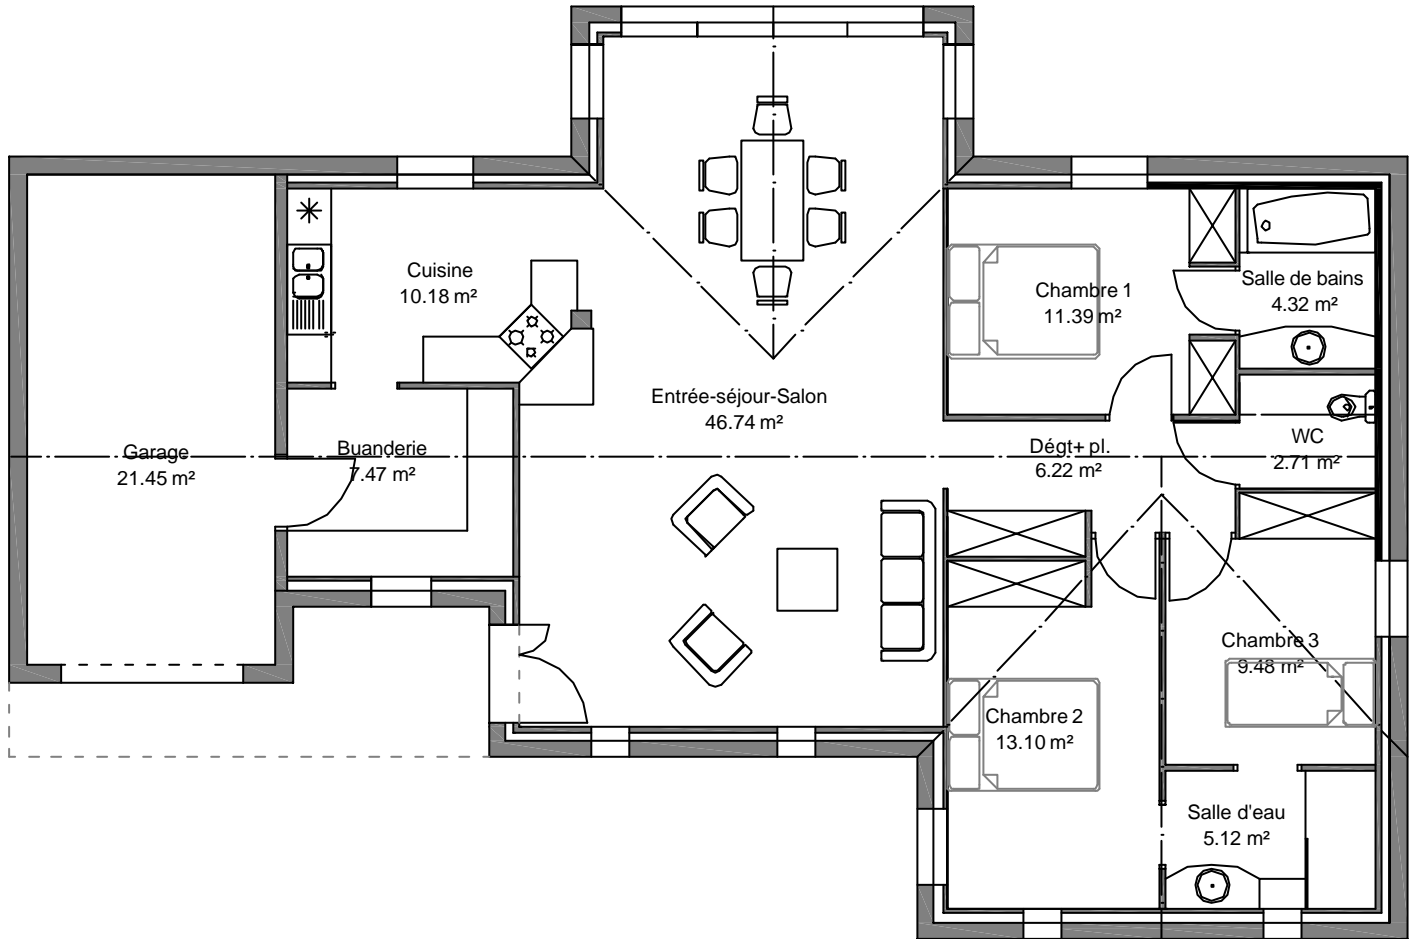 Cuisine
10.18 m²
Salle de bains
4.32 m²
Chambre 1
11.39 m²
Entrée-séjour-Salon
46.74 m²
Garage
21.45 m²
Buanderie
7.47 m²
Dégt+ pl.
6.22 m²
WC
2.71 m²
Chambre 3
9.48 m²
Chambre 2
13.10 m²
Salle d'eau
5.12 m²